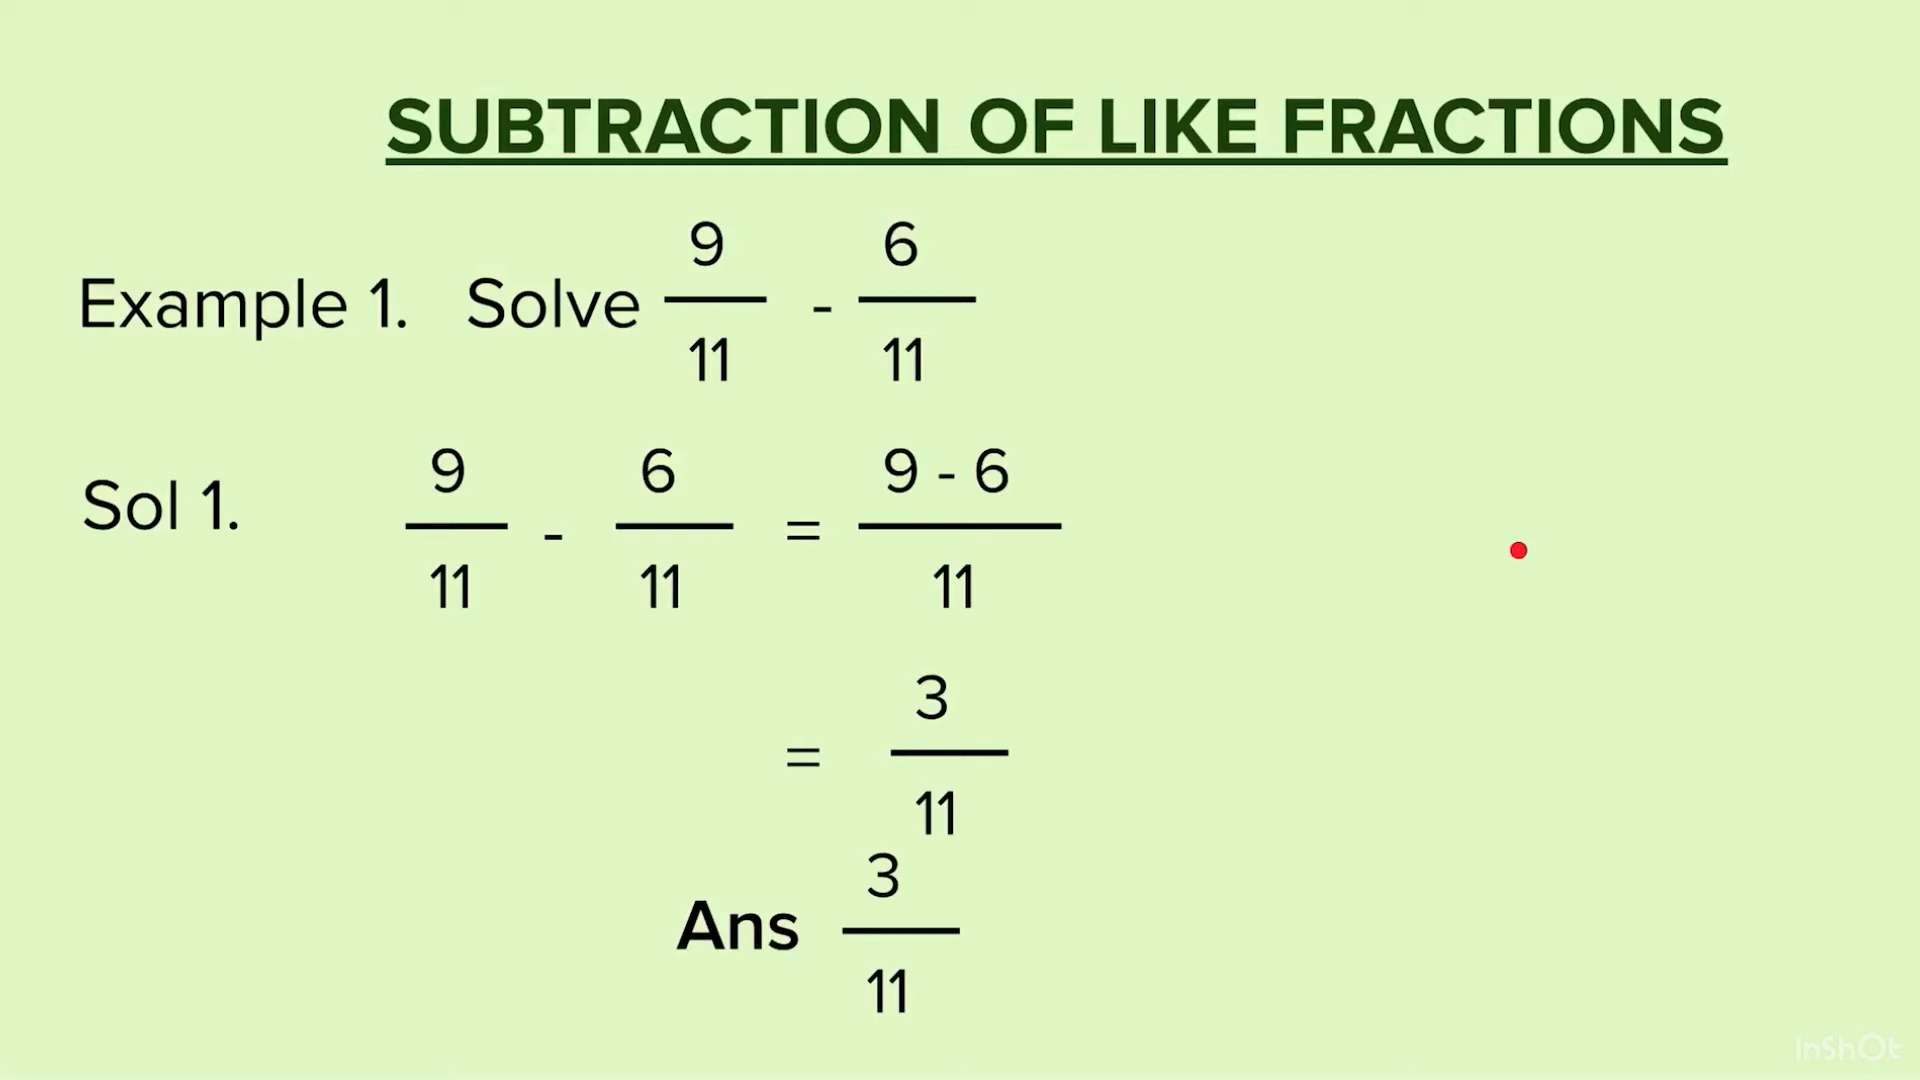 SUBTRACTION OF LIKE FRACTIONS
Example 1. Solve 9/11 - 6/11
Sol 1. 9/11 - 6/11 = 9 - 6/11
= 3/11
Ans 3/11
InShOt